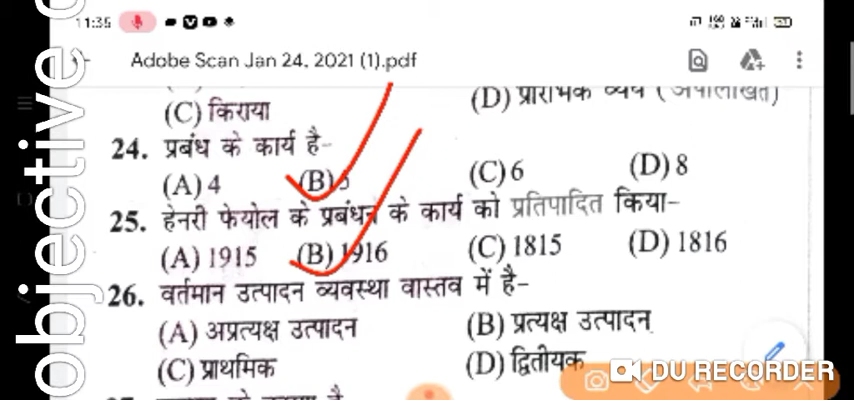 11:35
Adobe Scan Jan 24, 2021 (1).pdf
(C) किराया
(D) प्रारंभिक व्यय (अपलिखित)
24. प्रबंध के कार्य है-
(A) 4 (B) 5 (C) 6 (D) 8
25. हेनरी फेयोल के प्रबंधन के कार्य को प्रतिपादित किया-
(A) 1915 (B) 1916 (C) 1815 (D) 1816
26. वर्तमान उत्पादन व्यवस्था वास्तव में है-
(A) अप्रत्यक्ष उत्पादन (B) प्रत्यक्ष उत्पादन
(C) प्राथमिक (D) द्वितीयक
DU RECORDER
objective